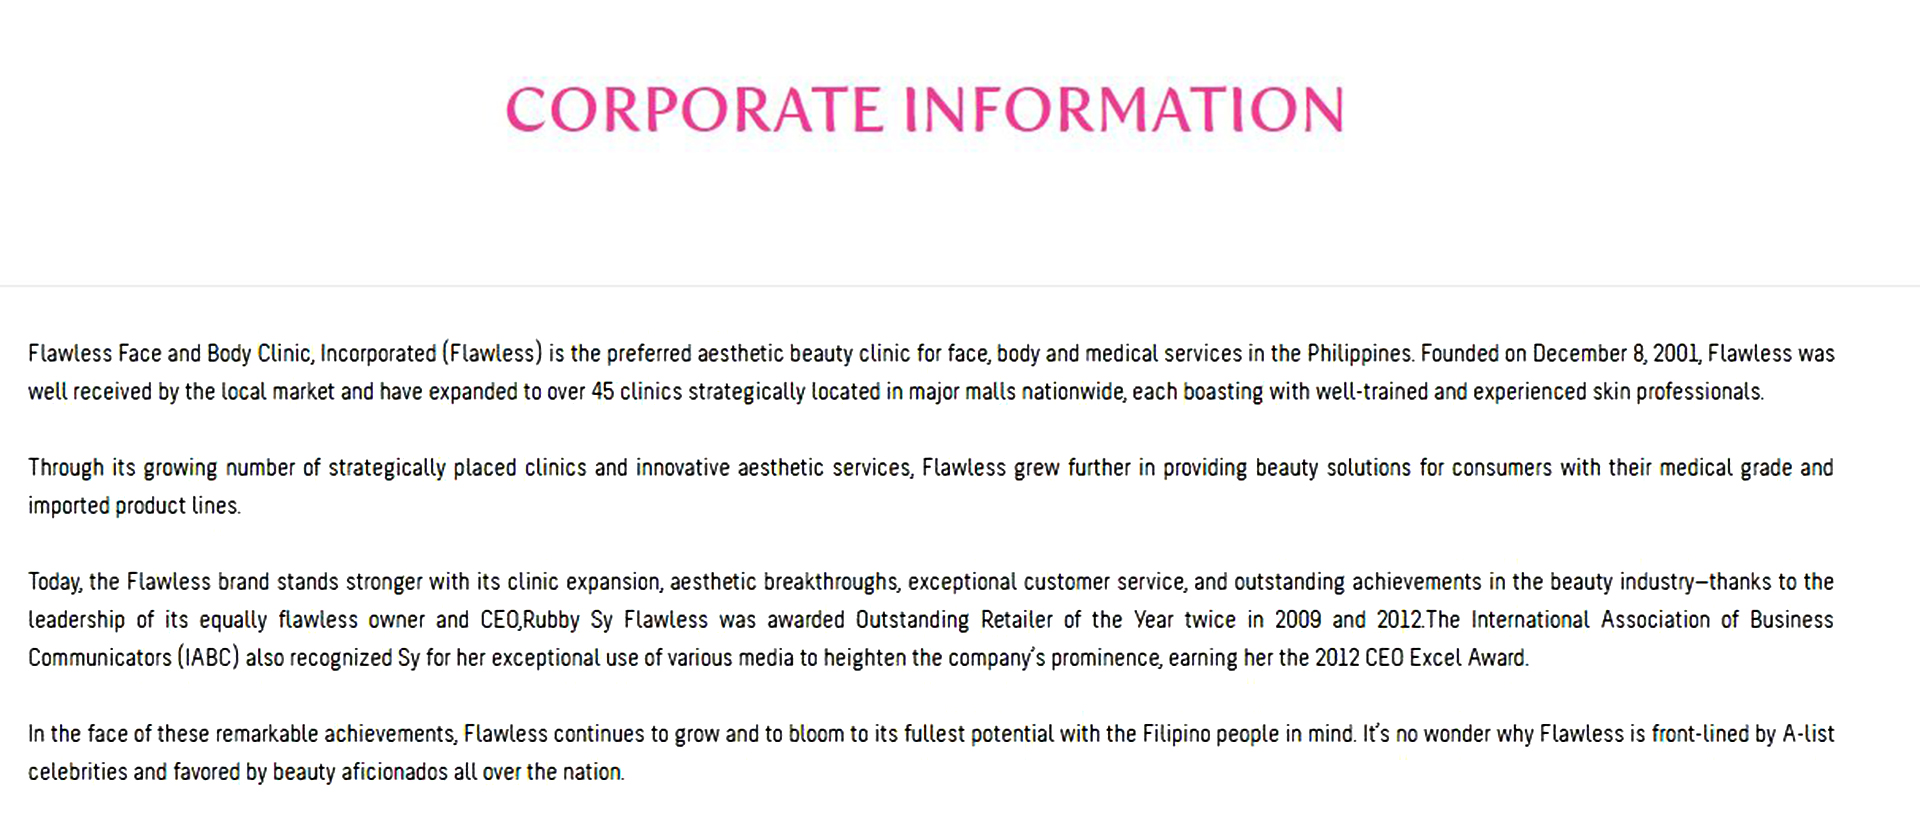 CORPORATE INFORMATION
Flawless Face and Body Clinic, Incorporated (Flawless) is the preferred aesthetic beauty clinic for face, body and medical services in the Philippines. Founded on December 8, 2001, Flawless was
well received by the local market and have expanded to over 45 clinics strategically located in major malls nationwide, each boasting with well-trained and experienced skin professionals.
Through its growing number of strategically placed clinics and innovative aesthetic services, Flawless grew further in providing beauty solutions for consumers with their medical grade and
imported product lines.
Today, the Flawless brand stands stronger with its clinic expansion, aesthetic breakthroughs, exceptional customer service, and outstanding achievements in the beauty industry—thanks to the
leadership of its equally flawless owner and CEO,Rubby Sy Flawless was awarded Outstanding Retailer of the Year twice in 2009 and 2012.The International Association of Business
Communicators (IABC) also recognized Sy for her exceptional use of various media to heighten the company's prominence, earning her the 2012 CEO Excel Award.
In the face of these remarkable achievements, Flawless continues to grow and to bloom to its fullest potential with the Filipino people in mind. It's no wonder why Flawless is front-lined by A-list
celebrities and favored by beauty aficionados all over the nation.